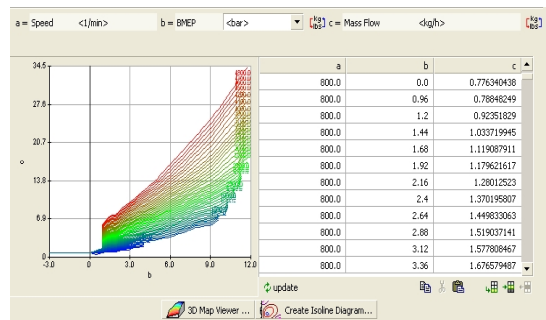 a = Speed <1/min> b = BMEP <bar> kg lbs c = Mass Flow <kg/h> kg lbs
34.5
27.6
20.7
13.8
6.9
0
c
-3.0 0 3.0 6.0 9.0 12.0
b
a b c
800.0 0.0 0.776340438
800.0 0.96 0.78848249
800.0 1.2 0.92351829
800.0 1.44 1.033719945
800.0 1.68 1.119087911
800.0 1.92 1.179621617
800.0 2.16 1.28012523
800.0 2.4 1.370195807
800.0 2.64 1.449833063
800.0 2.88 1.519037141
800.0 3.12 1.577808467
800.0 3.36 1.676579487
update
3D Map Viewer ... Create Isoline Diagram...